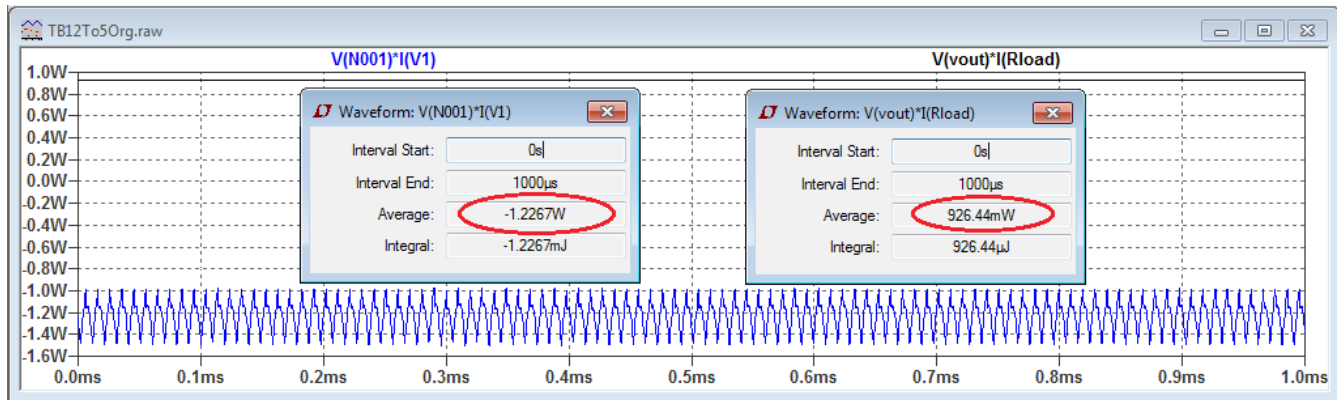 TB12To5Org.raw
V(N001)*I(V1) V(vout)*I(Rload)
1.0W
0.8W
0.6W
0.4W
0.2W
0.0W
-0.2W
-0.4W
-0.6W
-0.8W
-1.0W
-1.2W
-1.4W
-1.6W
Waveform: V(N001)*I(V1)
Interval Start: 0s
Interval End: 1000µs
Average: -1.2267W
Integral: -1.2267mJ
Waveform: V(vout)*I(Rload)
Interval Start: 0s
Interval End: 1000µs
Average: 926.44mW
Integral: 926.44µJ
0.0ms 0.1ms 0.2ms 0.3ms 0.4ms 0.5ms 0.6ms 0.7ms 0.8ms 0.9ms 1.0ms